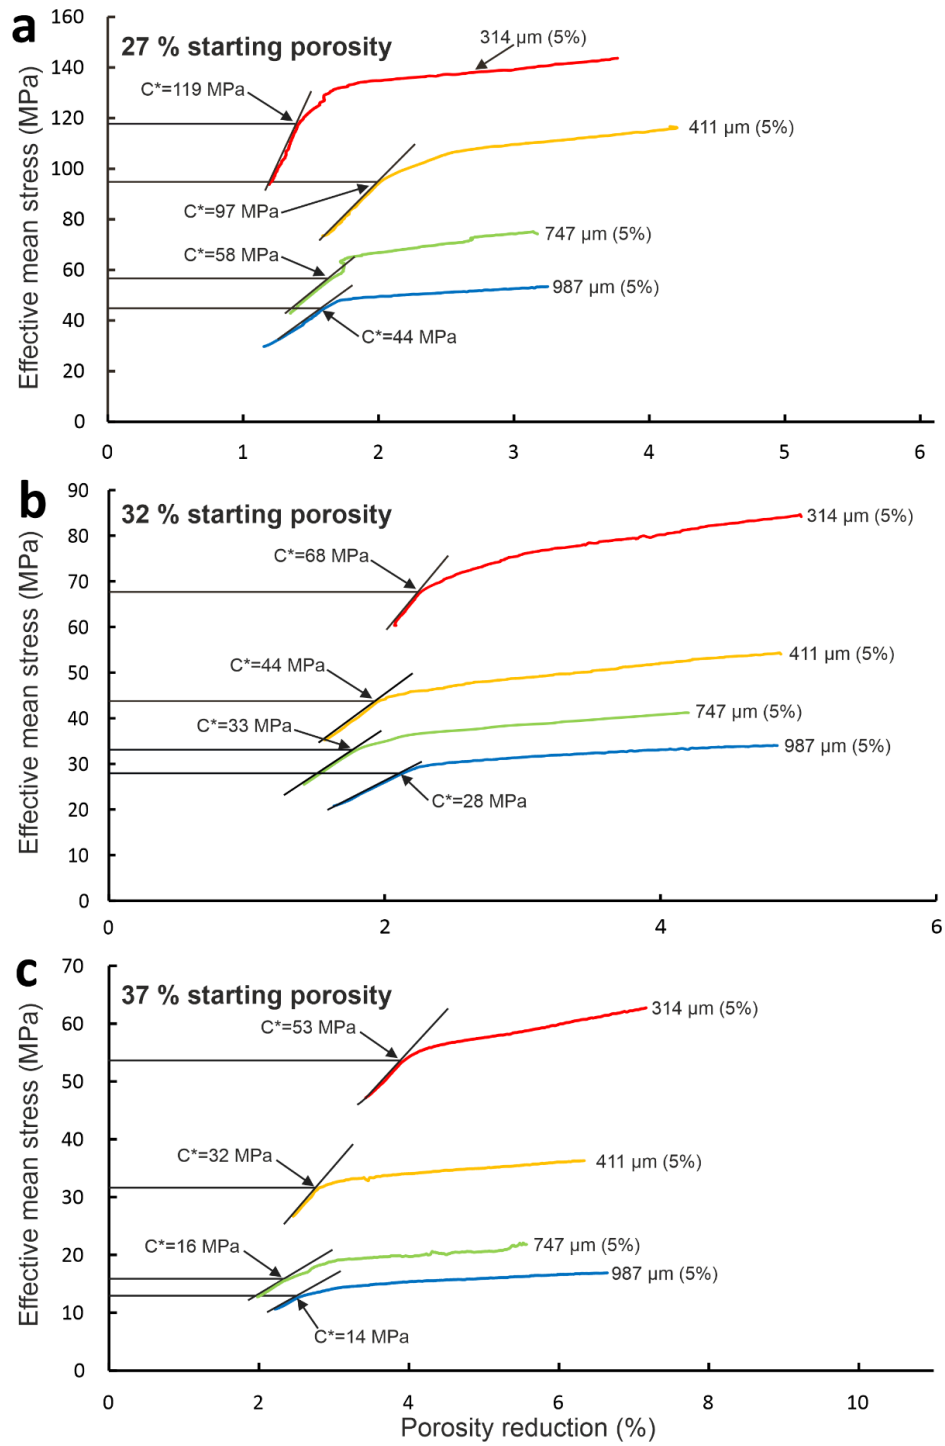 a
27 % starting porosity
Effective mean stress (MPa)
160
140
120
100
80
60
40
20
0
0 1 2 3 4 5 6
314 µm (5%)
C*=119 MPa
411 µm (5%)
C*=97 MPa
747 µm (5%)
C*=58 MPa
987 µm (5%)
C*=44 MPa
b
32 % starting porosity
Effective mean stress (MPa)
90
80
70
60
50
40
30
20
10
0
0 2 4 6
314 µm (5%)
C*=68 MPa
411 µm (5%)
C*=44 MPa
747 µm (5%)
C*=33 MPa
987 µm (5%)
C*=28 MPa
c
37 % starting porosity
Effective mean stress (MPa)
70
60
50
40
30
20
10
0
0 2 4 6 8 10
314 µm (5%)
C*=53 MPa
411 µm (5%)
C*=32 MPa
747 µm (5%)
C*=16 MPa
987 µm (5%)
C*=14 MPa
Porosity reduction (%)